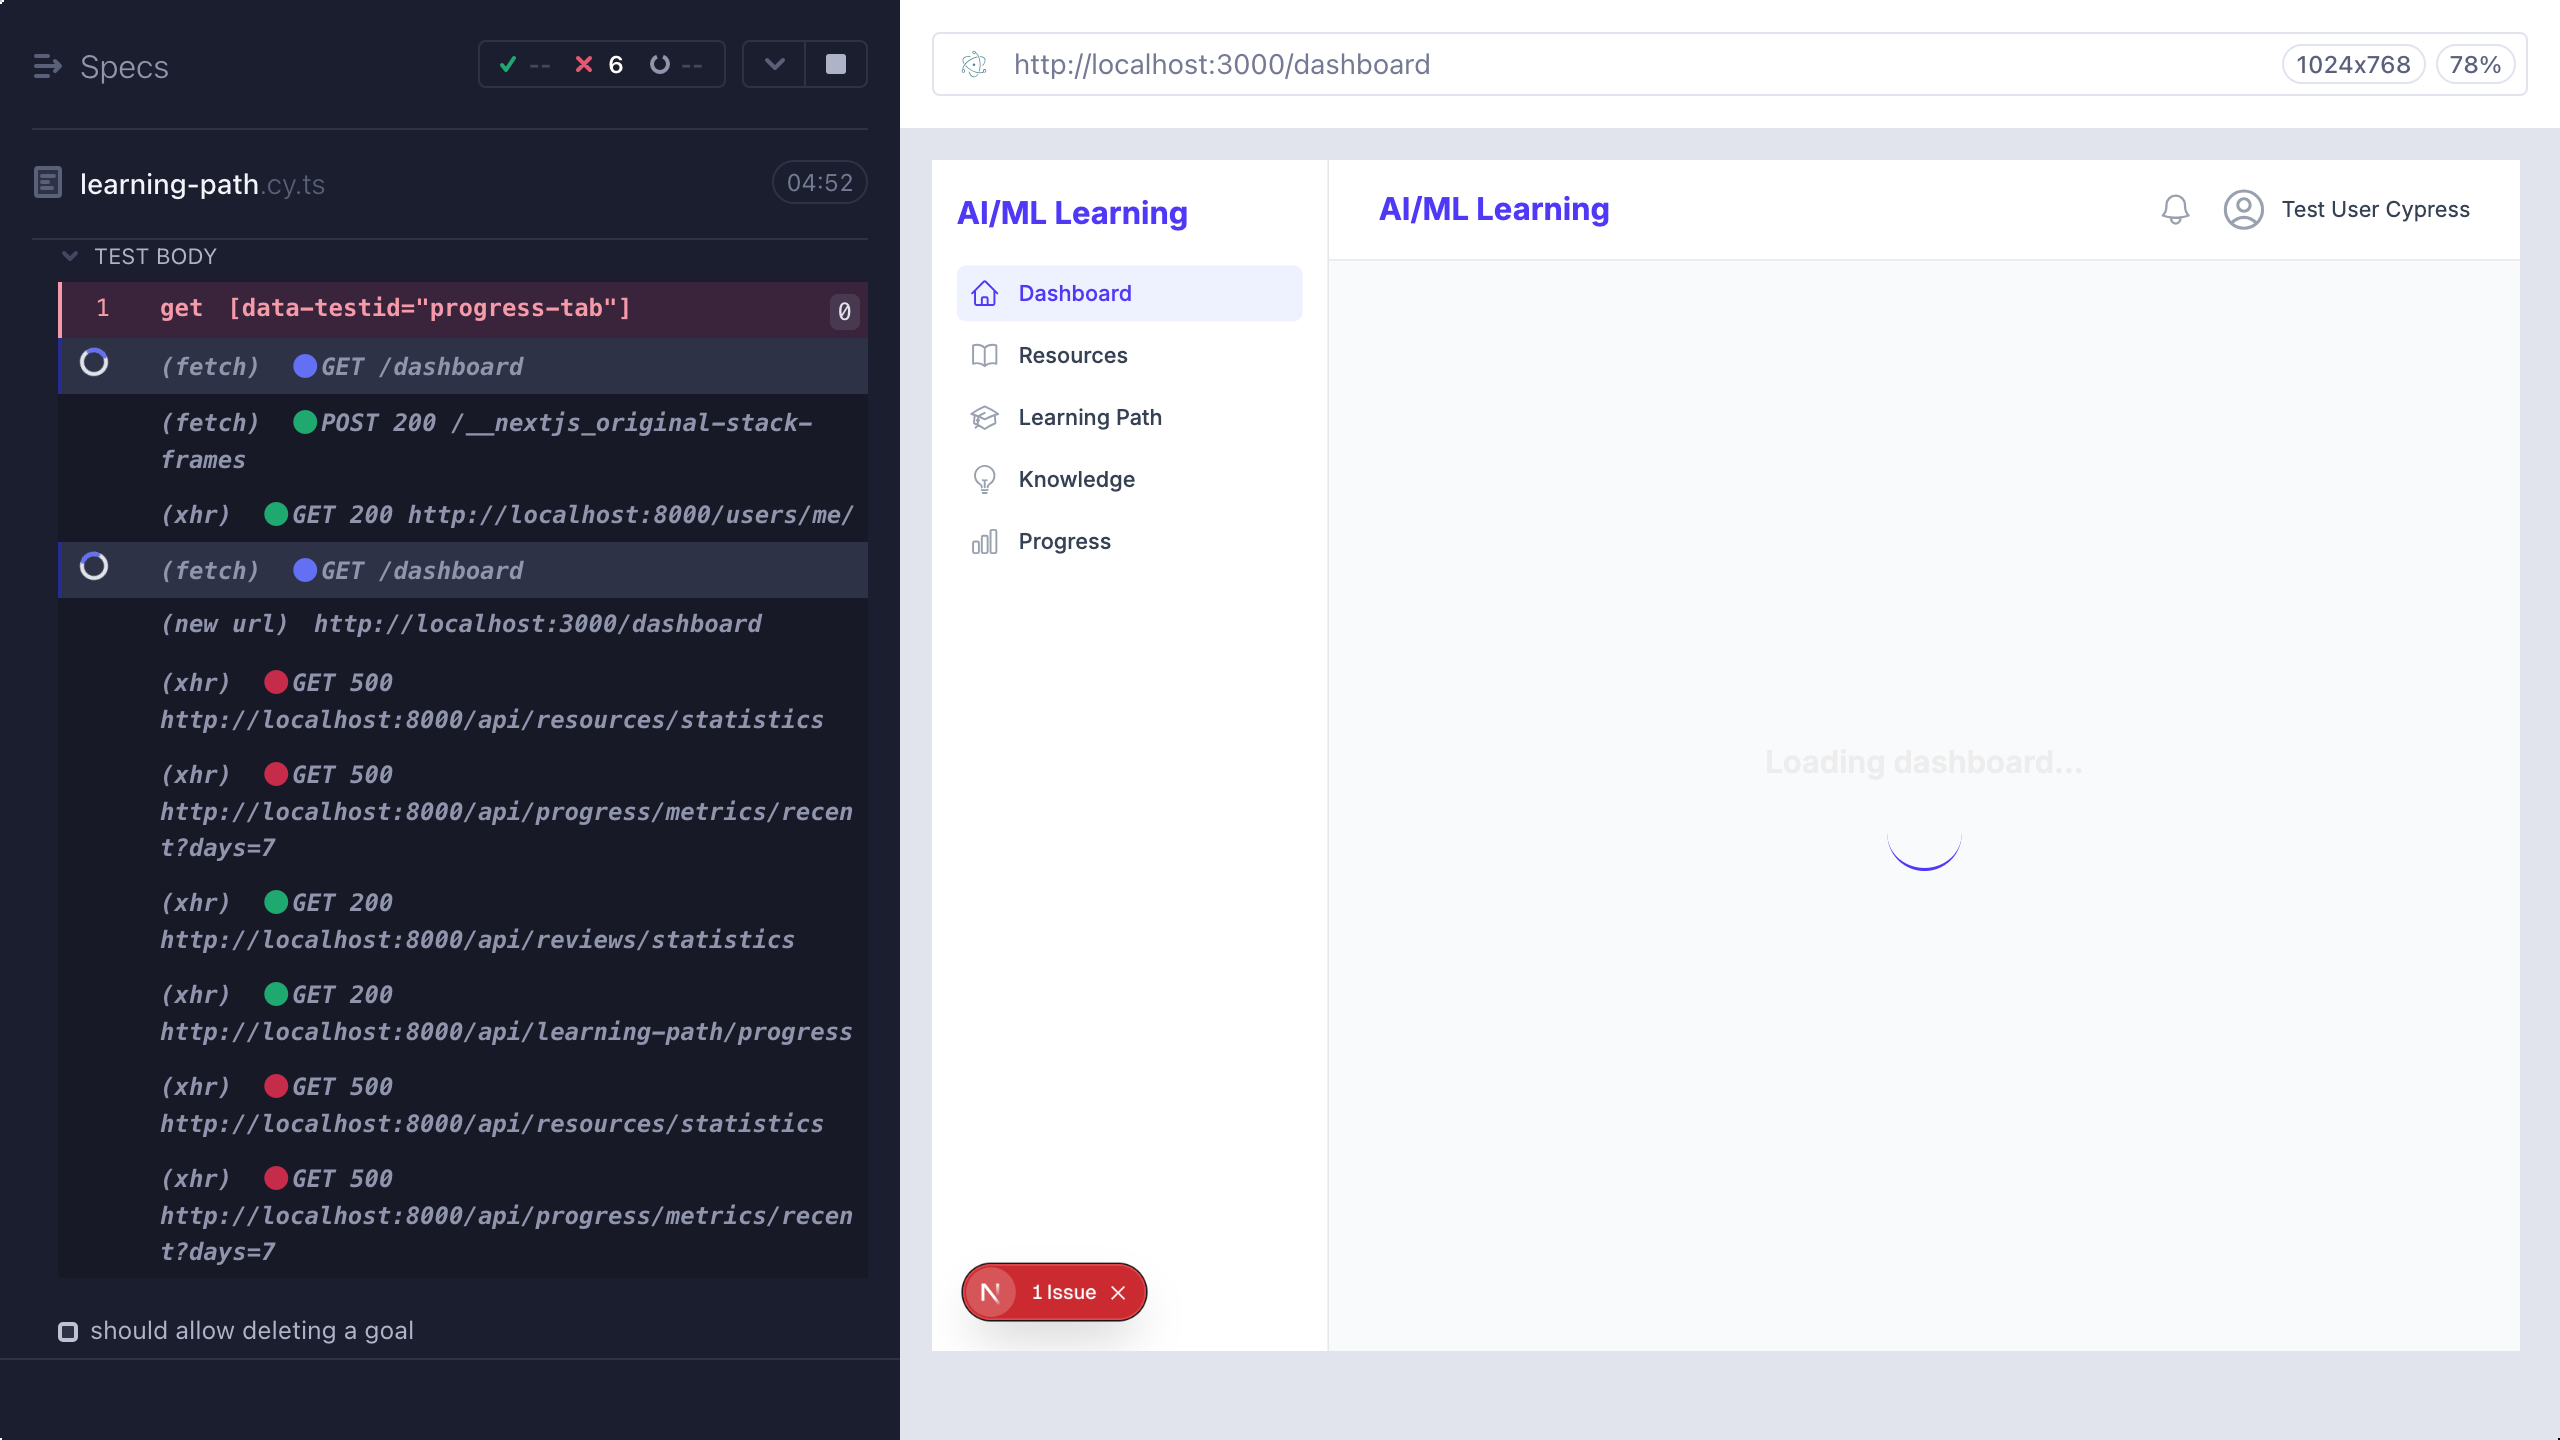 Specs
-- 6 --
learning-path.cy.ts 04:52
TEST BODY
1 get [data-testid="progress-tab"] 0
(fetch) GET /dashboard
(fetch) POST 200 /__nextjs_original-stack-
frames
(xhr) GET 200 http://localhost:8000/users/me/
(fetch) GET /dashboard
(new url) http://localhost:3000/dashboard
(xhr) GET 500
http://localhost:8000/api/resources/statistics
(xhr) GET 500
http://localhost:8000/api/progress/metrics/recen
t?days=7
(xhr) GET 200
http://localhost:8000/api/reviews/statistics
(xhr) GET 200
http://localhost:8000/api/learning-path/progress
(xhr) GET 500
http://localhost:8000/api/resources/statistics
(xhr) GET 500
http://localhost:8000/api/progress/metrics/recen
t?days=7
should allow deleting a goal
http://localhost:3000/dashboard 1024x768 78%
AI/ML Learning
Dashboard
Resources
Learning Path
Knowledge
Progress
N 1 Issue
AI/ML Learning Test User Cypress
Loading dashboard...